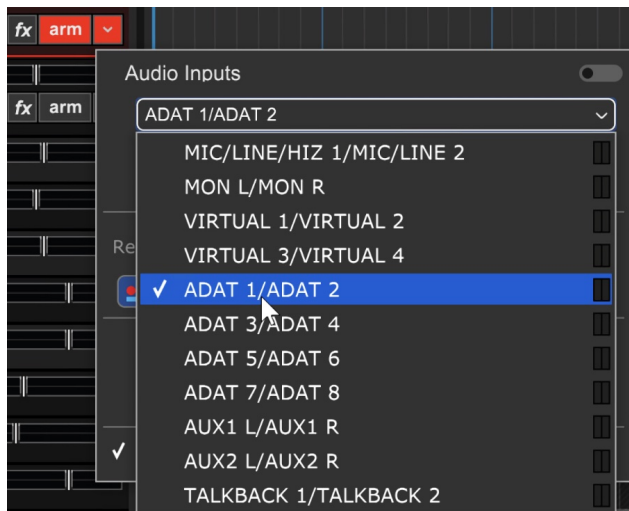 fx arm
Audio Inputs
fx arm
ADAT 1/ADAT 2
MIC/LINE/HIZ 1/MIC/LINE 2
MON L/MON R
VIRTUAL 1/VIRTUAL 2
Re
VIRTUAL 3/VIRTUAL 4
✓ ADAT 1/ADAT 2
ADAT 3/ADAT 4
ADAT 5/ADAT 6
ADAT 7/ADAT 8
AUX1 L/AUX1 R
✓
AUX2 L/AUX2 R
TALKBACK 1/TALKBACK 2